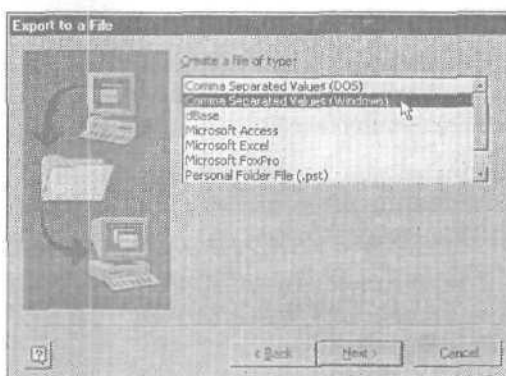 Export to a File
Create a file of type:
Comma Separated Values (DOS)
Comma Separated Values (Windows)
dBase
Microsoft Access
Microsoft Excel
Microsoft FoxPro
Personal Folder File (.pst)
?
< Back
Next >
Cancel